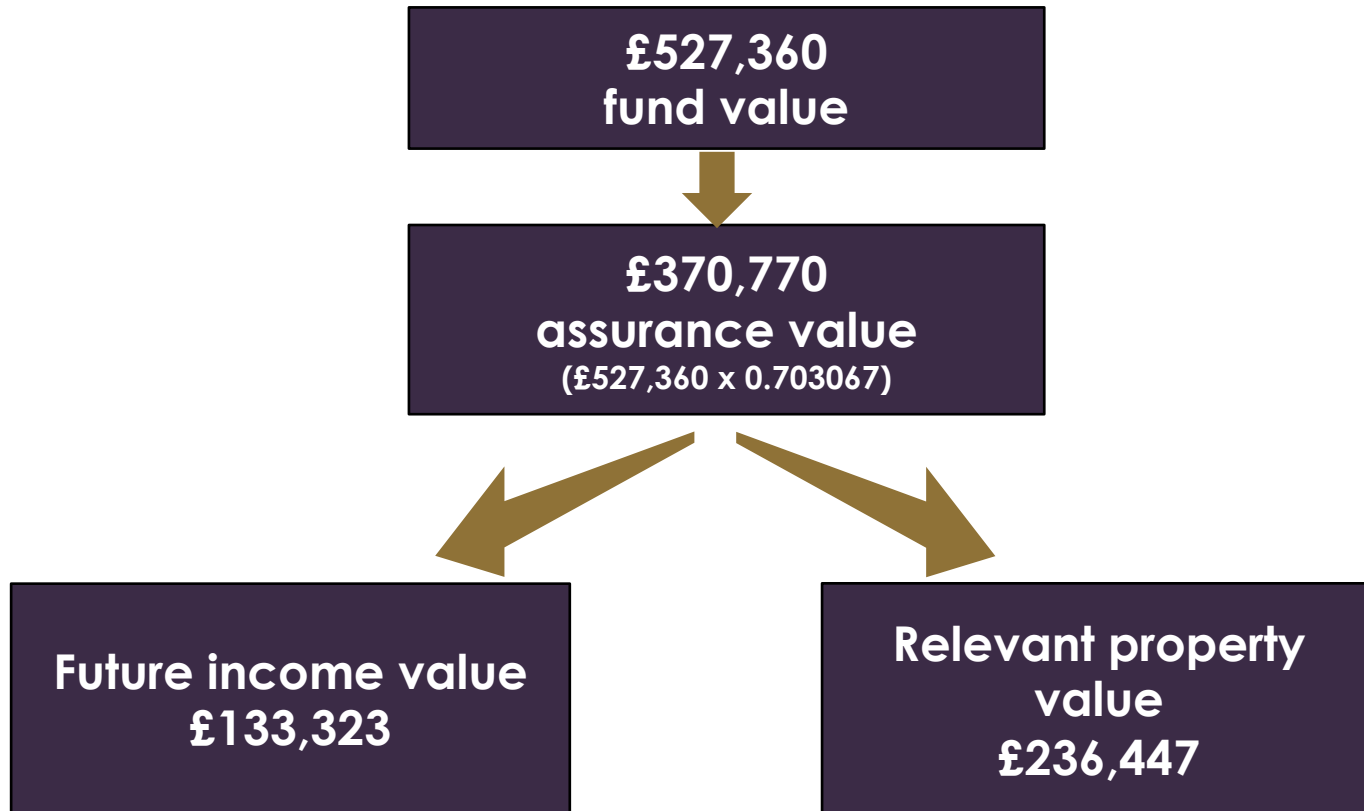 £527,360
fund value
£370,770
assurance value
(£527,360 x 0.703067)
Future income value
£133,323
Relevant property
value
£236,447